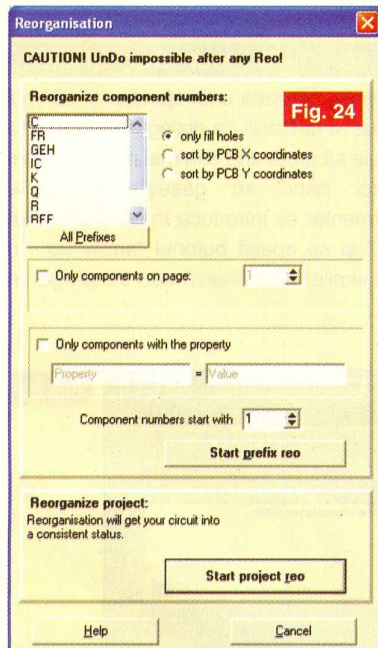 Reorganisation
CAUTION! UnDo impossible after any Reo!
Reorganize component numbers:
Fig. 24
C
FR
GEH
IC
K
Q
R
REF
only fill holes
sort by PCB X coordinates
sort by PCB Y coordinates
All Prefixes
Only components on page: 1
Only components with the property
Property = Value
Component numbers start with 1
Start prefix reo
Reorganize project:
Reorganisation will get your circuit into
a consistent status.
Start project reo
Help
Cancel